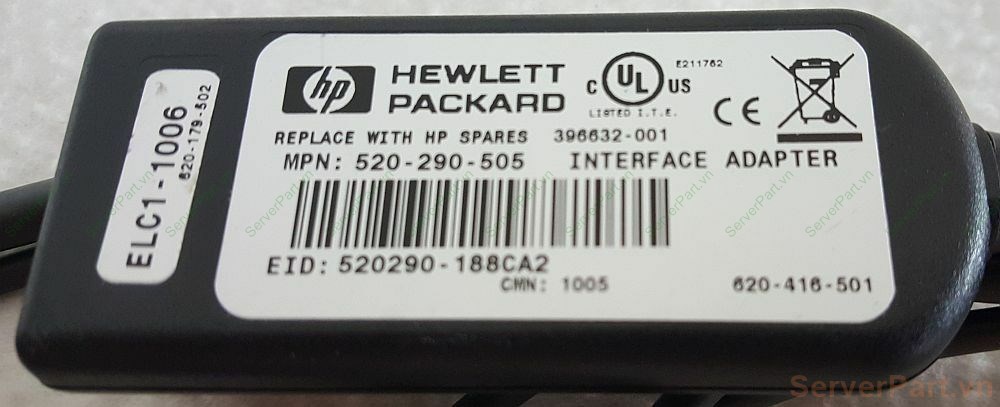 ELC1-1006
620-179-502
hp
HEWLETT
PACKARD
C UL US
LISTED I.T.E.
E211762
CE
REPLACE WITH HP SPARES 396632-001
MPN: 520-290-505 INTERFACE ADAPTER
EID: 520290-188CA2
CMN: 1005
620-416-501
ServerPart.vn